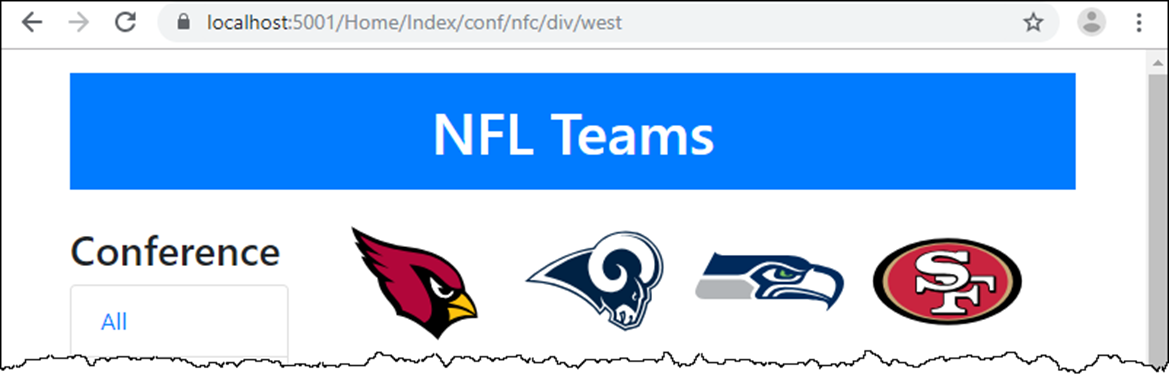 localhost:5001/Home/Index/conf/nfc/div/west
NFL Teams
Conference
All
SF